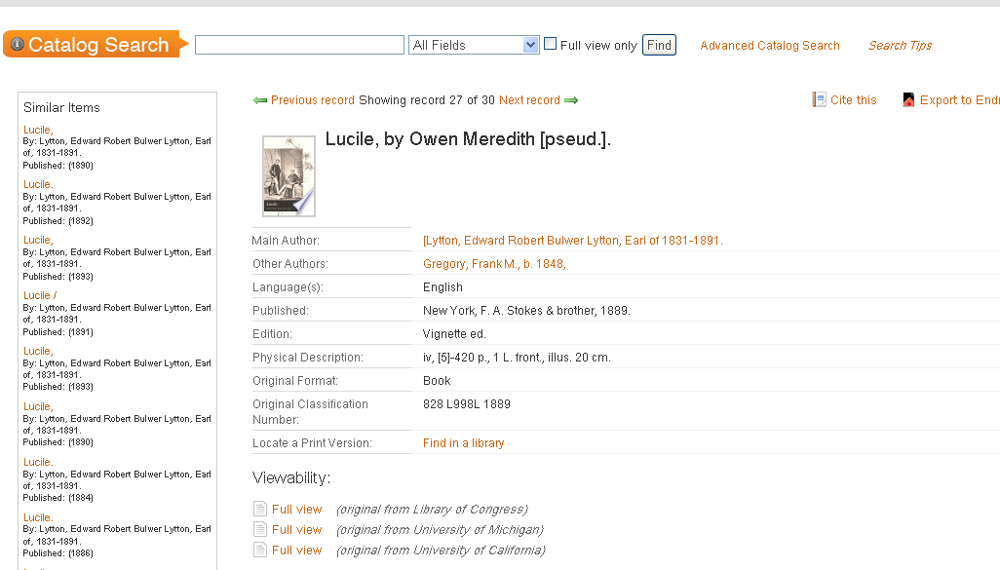 Catalog Search
All Fields
Full view only
Find
Advanced Catalog Search
Search Tips
Similar Items
Lucile,
By: Lytton, Edward Robert Bulwer Lytton, Earl
of, 1831-1891.
Published: (1890)
Lucile.
By: Lytton, Edward Robert Bulwer Lytton, Earl
of, 1831-1891.
Published: (1892)
Lucile,
By: Lytton, Edward Robert Bulwer Lytton, Earl
of, 1831-1891.
Published: (1893)
Lucile /
By: Lytton, Edward Robert Bulwer Lytton, Earl
of, 1831-1891.
Published: (1891)
Lucile,
By: Lytton, Edward Robert Bulwer Lytton, Earl
of, 1831-1891.
Published: (1893)
Lucile,
By: Lytton, Edward Robert Bulwer Lytton, Earl
of, 1831-1891.
Published: (1890)
Lucile.
By: Lytton, Edward Robert Bulwer Lytton, Earl
of, 1831-1891.
Published: (1884)
Lucile.
By: Lytton, Edward Robert Bulwer Lytton, Earl
of, 1831-1891.
Published: (1886)
Previous record Showing record 27 of 30 Next record
Cite this
Export to Endn
Lucile, by Owen Meredith [pseud.].
Lucile
Main Author: [Lytton, Edward Robert Bulwer Lytton, Earl of 1831-1891.
Other Authors: Gregory, Frank M., b. 1848,
Language(s): English
Published: New York, F. A. Stokes & brother, 1889.
Edition: Vignette ed.
Physical Description: iv, [5]-420 p., 1 L. front., illus. 20 cm.
Original Format: Book
Original Classification 828 L998L 1889
Number:
Locate a Print Version: Find in a library
Viewability:
Full view (original from Library of Congress)
Full view (original from University of Michigan)
Full view (original from University of California)